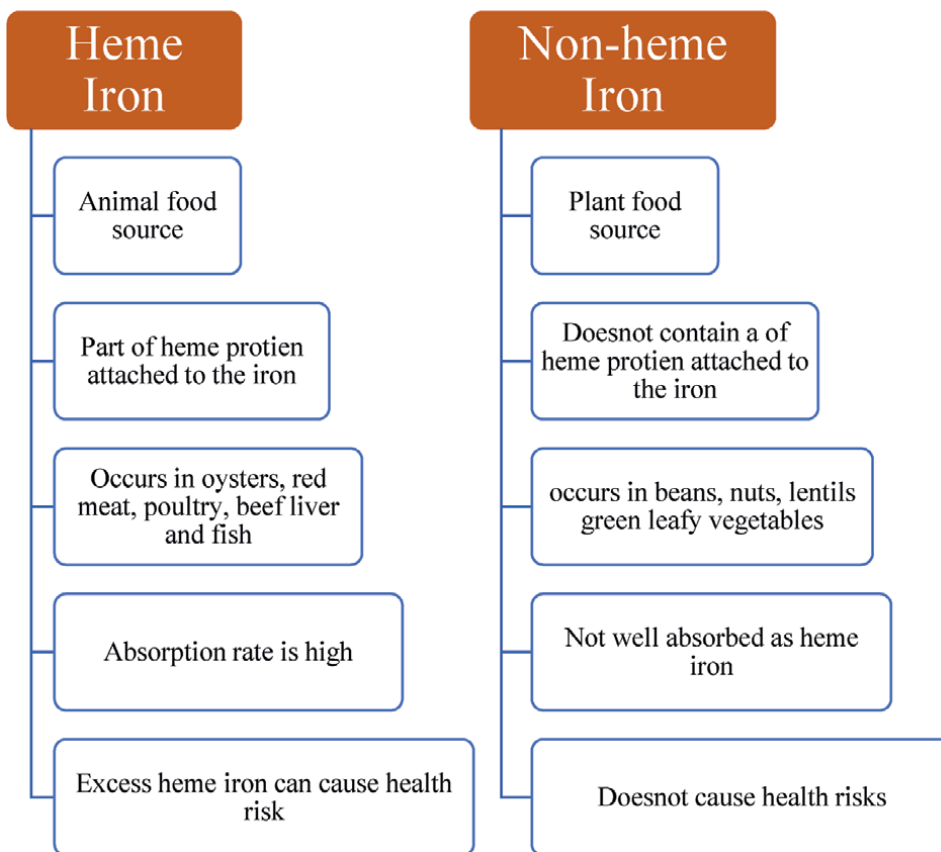 Heme
Iron
Animal food
source
Part of heme protien
attached to the iron
Occurs in oysters, red
meat, poultry, beef liver
and fish
Absorption rate is high
Excess heme iron can cause health
risk
Non-heme
Iron
Plant food
source
Doesnot contain a of
heme protien attached to
the iron
occurs in beans, nuts, lentils
green leafy vegetables
Not well absorbed as heme
iron
Doesnot cause health risks